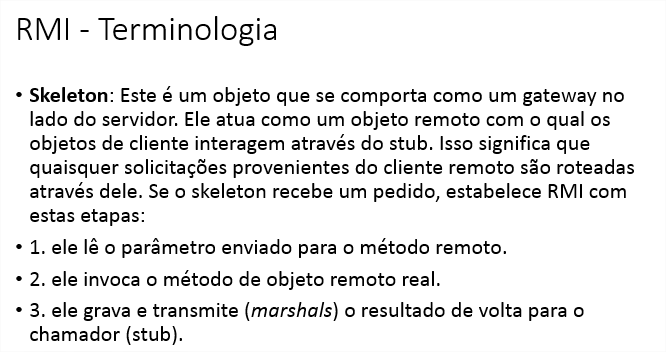 RMI - Terminologia
• Skeleton: Este é um objeto que se comporta como um gateway no
lado do servidor. Ele atua como um objeto remoto com o qual os
objetos de cliente interagem através do stub. Isso significa que
quaisquer solicitações provenientes do cliente remoto são roteadas
através dele. Se o skeleton recebe um pedido, estabelece RMI com
estas etapas:
• 1. ele lê o parâmetro enviado para o método remoto.
• 2. ele invoca o método de objeto remoto real.
• 3. ele grava e transmite (marshals) o resultado de volta para o
chamador (stub).